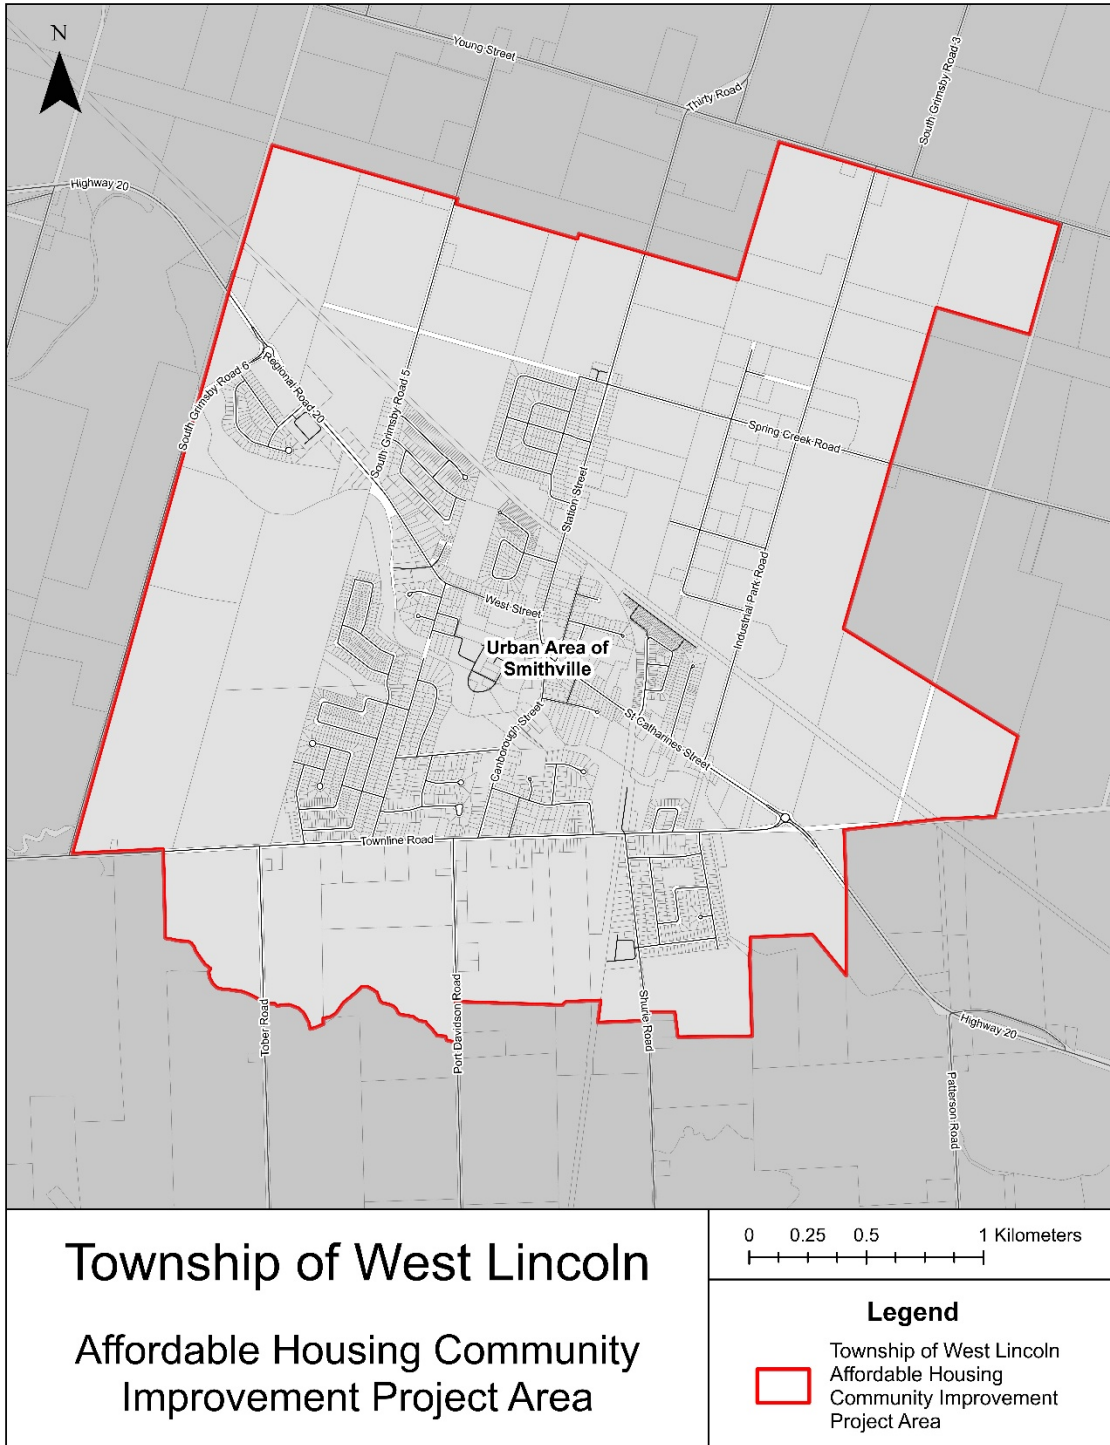 N
Young Street
Thirty Road
South Grimsby Road 3
Highway 20
South Grimsby Road 6
Regional Road 20
South Grimsby Road 5
Spring Creek Road
Station Street
Industrial Park Road
West Street
Urban Area of
Smithville
Canborough Street
St Catharines Street
Townline Road
Tober Road
Port Davidson Road
Shurie Road
Highway 20
Patterson Road
Township of West Lincoln
Affordable Housing Community
Improvement Project Area
0 0.25 0.5 1 Kilometers
Legend
Township of West Lincoln
Affordable Housing
Community Improvement
Project Area